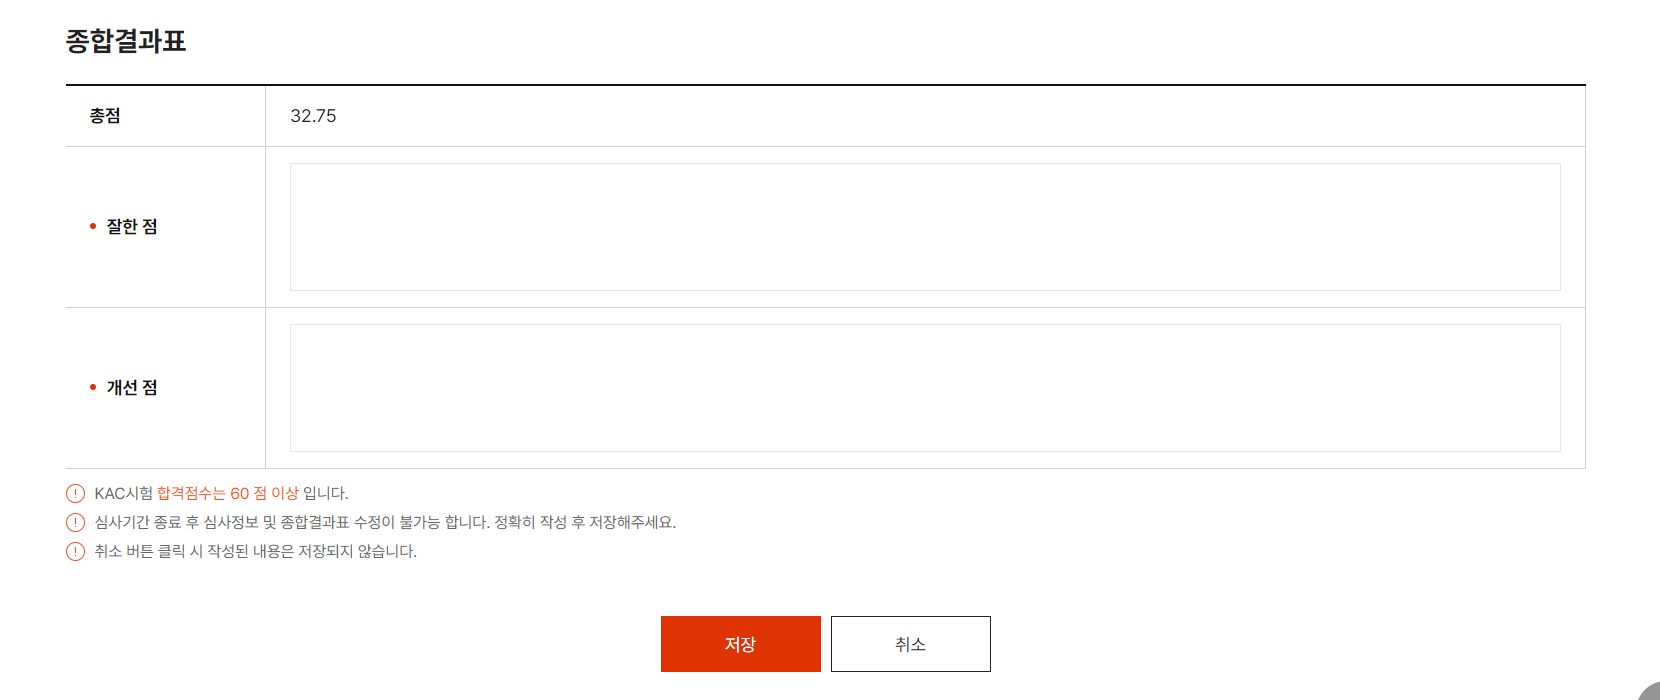 종합결과표
총점
32.75
잘한 점
개선 점
KAC시험 합격점수는 60 점 이상 입니다.
심사기간 종료 후 심사정보 및 종합결과표 수정이 불가능 합니다. 정확히 작성 후 저장해주세요.
취소 버튼 클릭 시 작성된 내용은 저장되지 않습니다.
저장
취소